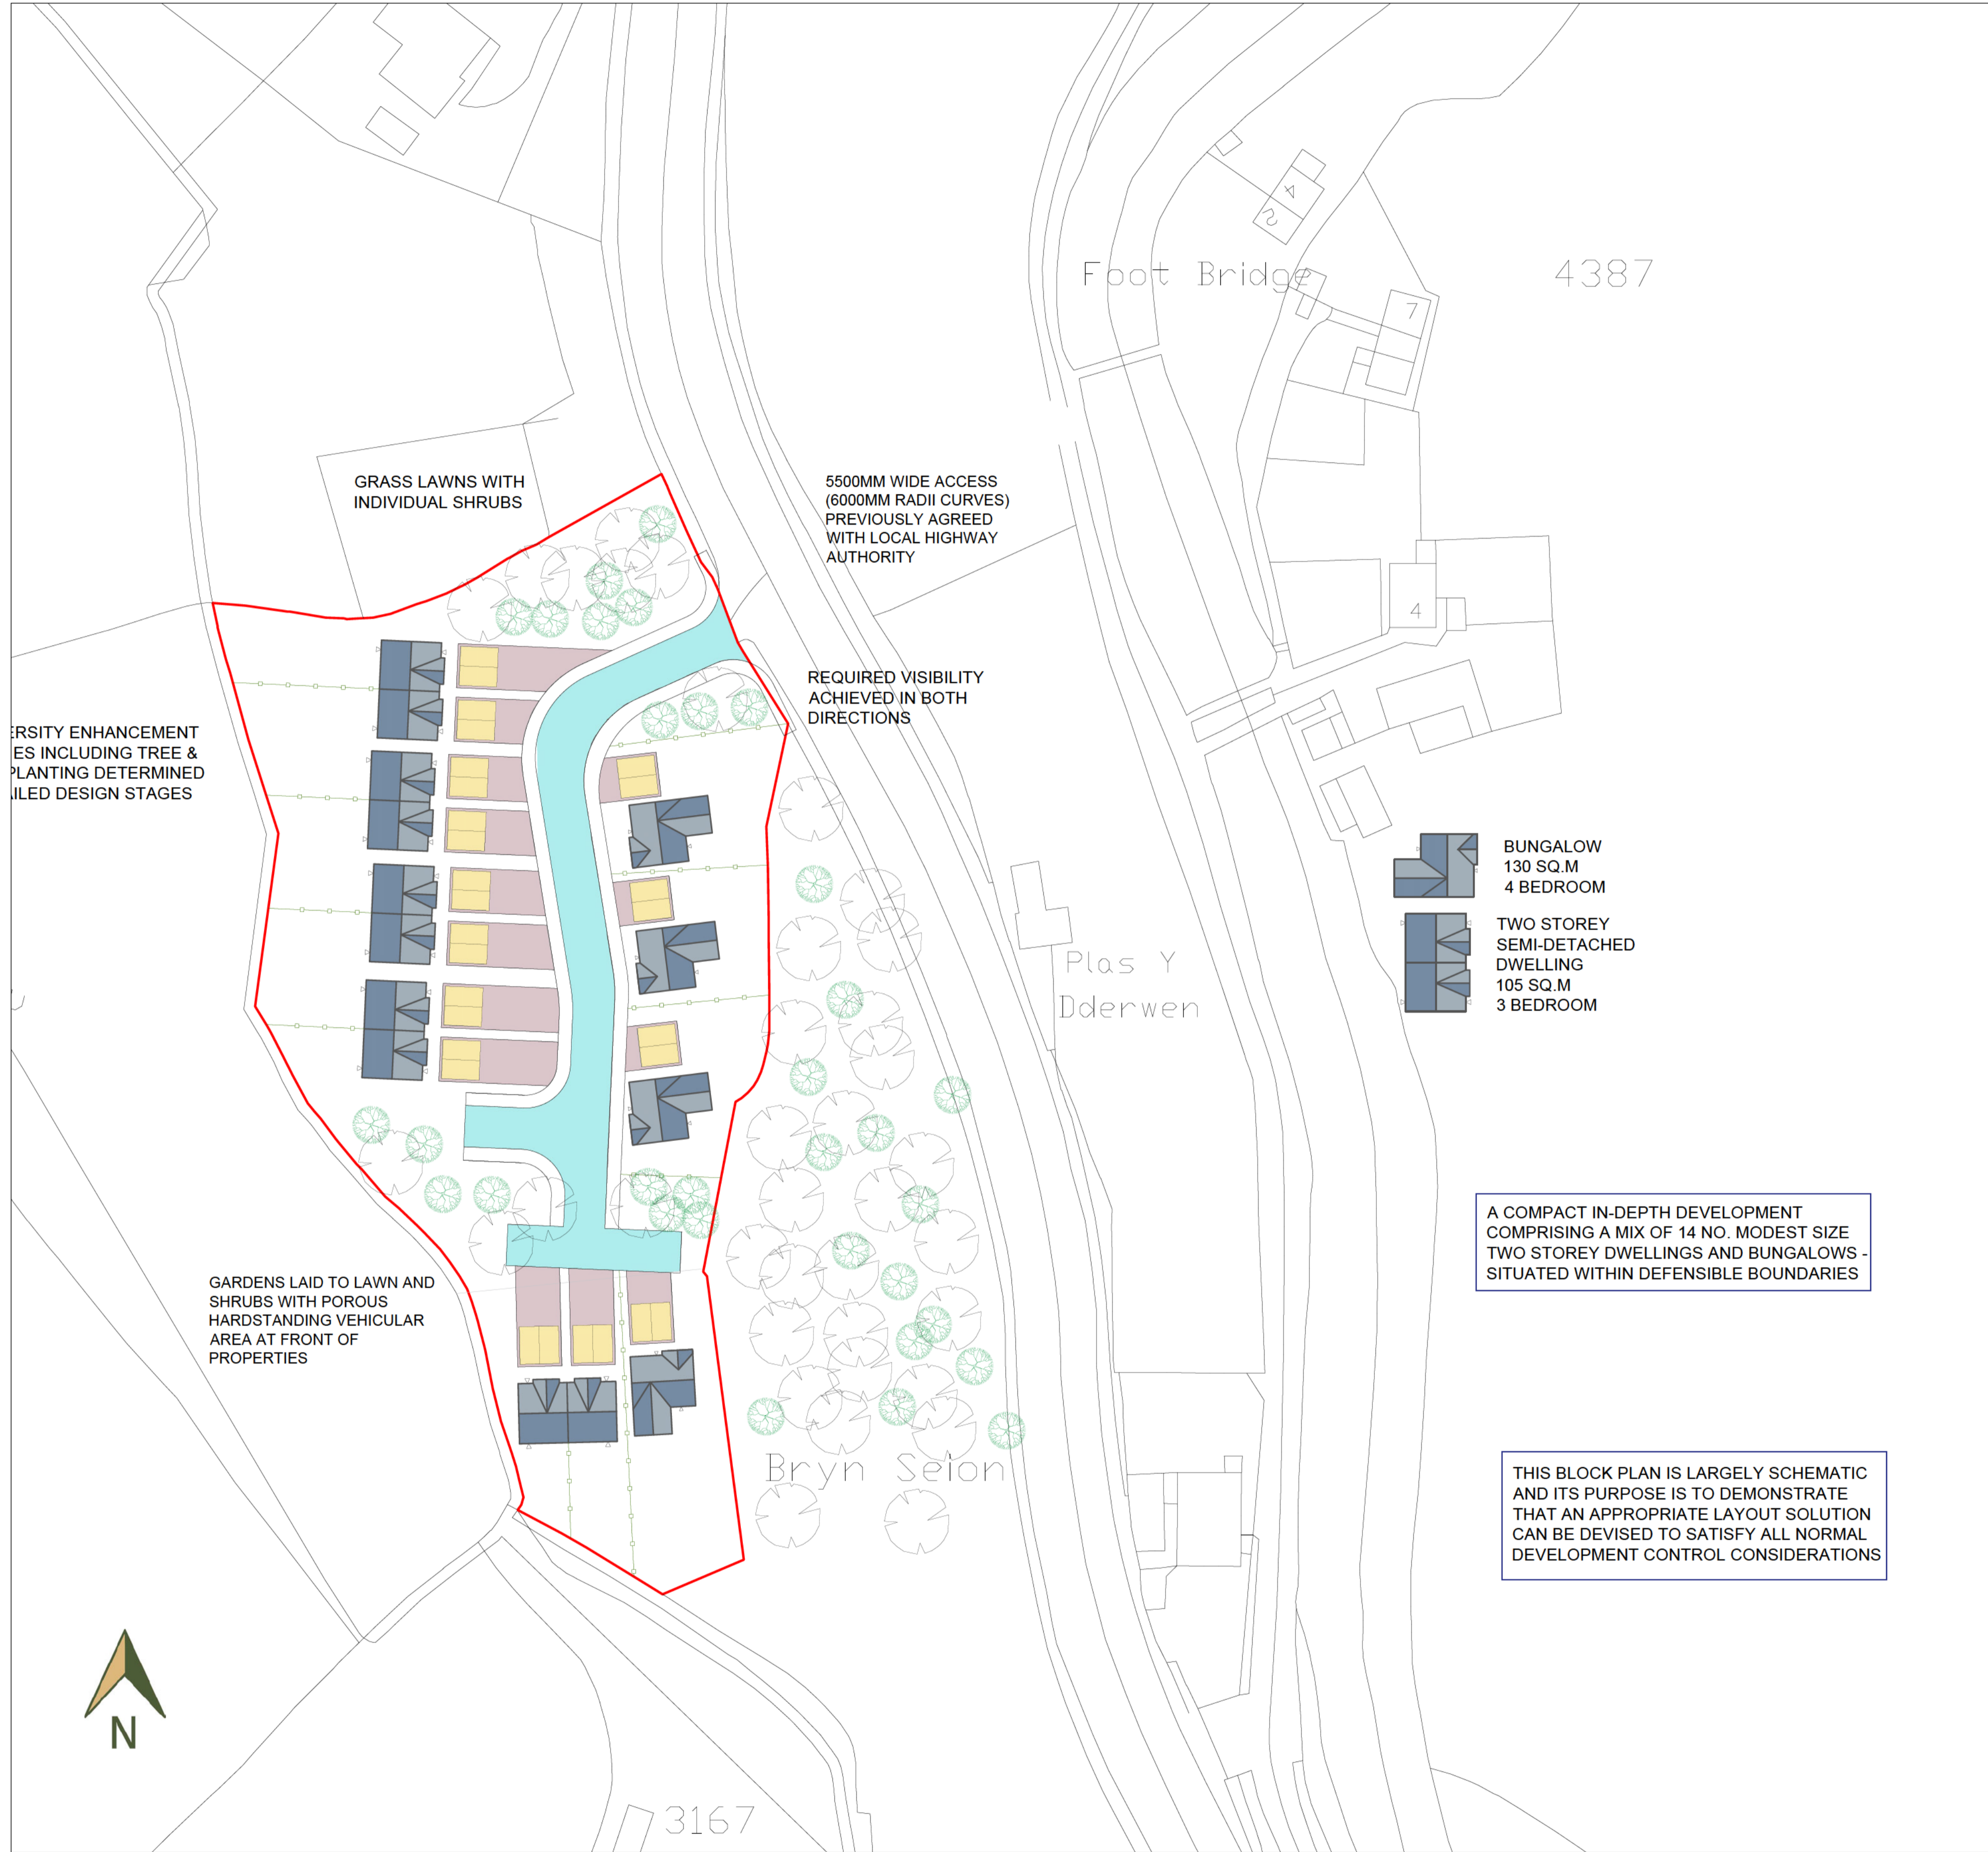 4
2
Foot Bridge
4387
7
GRASS LAWNS WITH
INDIVIDUAL SHRUBS
5500MM WIDE ACCESS
(6000MM RADII CURVES)
PREVIOUSLY AGREED
WITH LOCAL HIGHWAY
AUTHORITY
4
REQUIRED VISIBILITY
ACHIEVED IN BOTH
DIRECTIONS
ERSITY ENHANCEMENT
ES INCLUDING TREE &
PLANTING DETERMINED
AILED DESIGN STAGES
BUNGALOW
130 SQ.M
4 BEDROOM
TWO STOREY
SEMI-DETACHED
DWELLING
105 SQ.M
3 BEDROOM
Plas Y
Dderwen
A COMPACT IN-DEPTH DEVELOPMENT
COMPRISING A MIX OF 14 NO. MODEST SIZE
TWO STOREY DWELLINGS AND BUNGALOWS -
SITUATED WITHIN DEFENSIBLE BOUNDARIES
GARDENS LAID TO LAWN AND
SHRUBS WITH POROUS
HARDSTANDING VEHICULAR
AREA AT FRONT OF
PROPERTIES
Bryn Seion
THIS BLOCK PLAN IS LARGELY SCHEMATIC
AND ITS PURPOSE IS TO DEMONSTRATE
THAT AN APPROPRIATE LAYOUT SOLUTION
CAN BE DEVISED TO SATISFY ALL NORMAL
DEVELOPMENT CONTROL CONSIDERATIONS
N
3167